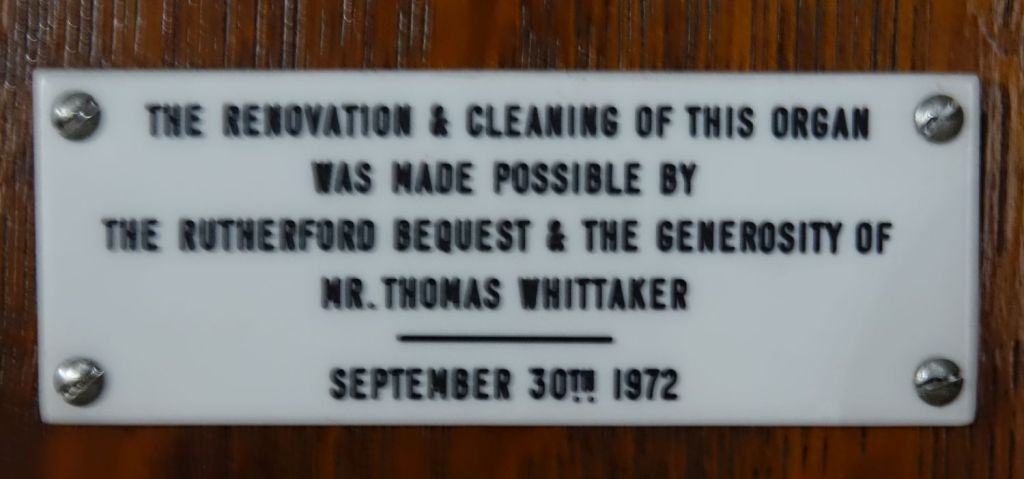 THE RENOVATION & CLEANING OF THIS ORGAN
WAS MADE POSSIBLE BY
THE RUTHERFORD BEQUEST & THE GENEROSITY OF
MR. THOMAS WHITTAKER
SEPTEMBER 30TH 1972